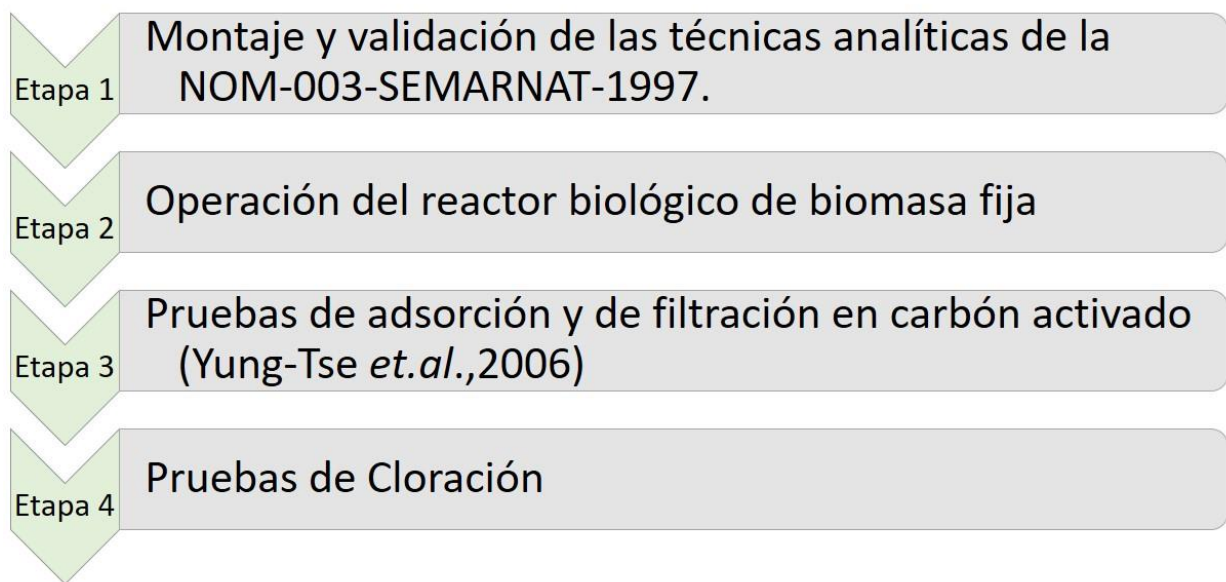 Etapa 1
Montaje y validación de las técnicas analíticas de la
NOM-003-SEMARNAT-1997.
Etapa 2
Operación del reactor biológico de biomasa fija
Etapa 3
Pruebas de adsorción y de filtración en carbón activado
(Yung-Tse et.al.,2006)
Etapa 4
Pruebas de Cloración